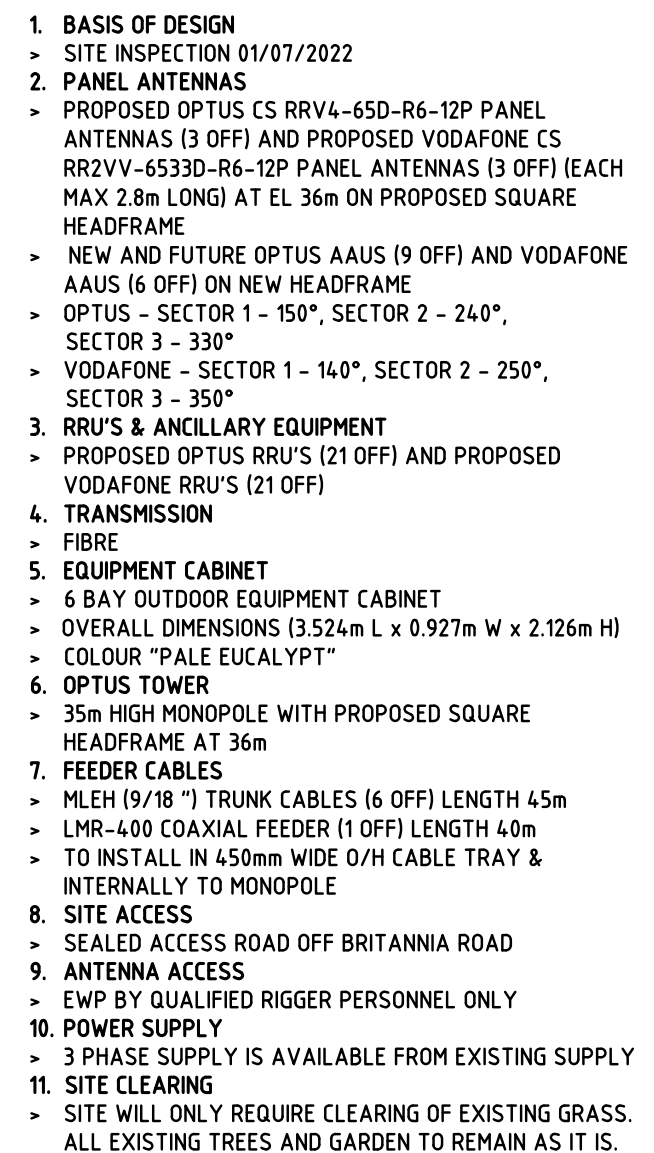 1. BASIS OF DESIGN
> SITE INSPECTION 01/07/2022
2. PANEL ANTENNAS
> PROPOSED OPTUS CS RRV4-65D-R6-12P PANEL
ANTENNAS (3 OFF) AND PROPOSED VODAFONE CS
RR2VV-6533D-R6-12P PANEL ANTENNAS (3 OFF) (EACH
MAX 2.8m LONG) AT EL 36m ON PROPOSED SQUARE
HEADFRAME
> NEW AND FUTURE OPTUS AAUS (9 OFF) AND VODAFONE
AAUS (6 OFF) ON NEW HEADFRAME
> OPTUS - SECTOR 1 - 150°, SECTOR 2 - 240°,
SECTOR 3 - 330°
> VODAFONE - SECTOR 1 - 140°, SECTOR 2 - 250°,
SECTOR 3 - 350°
3. RRU'S & ANCILLARY EQUIPMENT
> PROPOSED OPTUS RRU'S (21 OFF) AND PROPOSED
VODAFONE RRU'S (21 OFF)
4. TRANSMISSION
> FIBRE
5. EQUIPMENT CABINET
> 6 BAY OUTDOOR EQUIPMENT CABINET
> OVERALL DIMENSIONS (3.524m L x 0.927m W x 2.126m H)
> COLOUR "PALE EUCALYPT"
6. OPTUS TOWER
> 35m HIGH MONOPOLE WITH PROPOSED SQUARE
HEADFRAME AT 36m
7. FEEDER CABLES
> MLEH (9/18 ") TRUNK CABLES (6 OFF) LENGTH 45m
> LMR-400 COAXIAL FEEDER (1 OFF) LENGTH 40m
> TO INSTALL IN 450mm WIDE O/H CABLE TRAY &
INTERNALLY TO MONOPOLE
8. SITE ACCESS
> SEALED ACCESS ROAD OFF BRITANNIA ROAD
9. ANTENNA ACCESS
> EWP BY QUALIFIED RIGGER PERSONNEL ONLY
10. POWER SUPPLY
> 3 PHASE SUPPLY IS AVAILABLE FROM EXISTING SUPPLY
11. SITE CLEARING
> SITE WILL ONLY REQUIRE CLEARING OF EXISTING GRASS.
ALL EXISTING TREES AND GARDEN TO REMAIN AS IT IS.